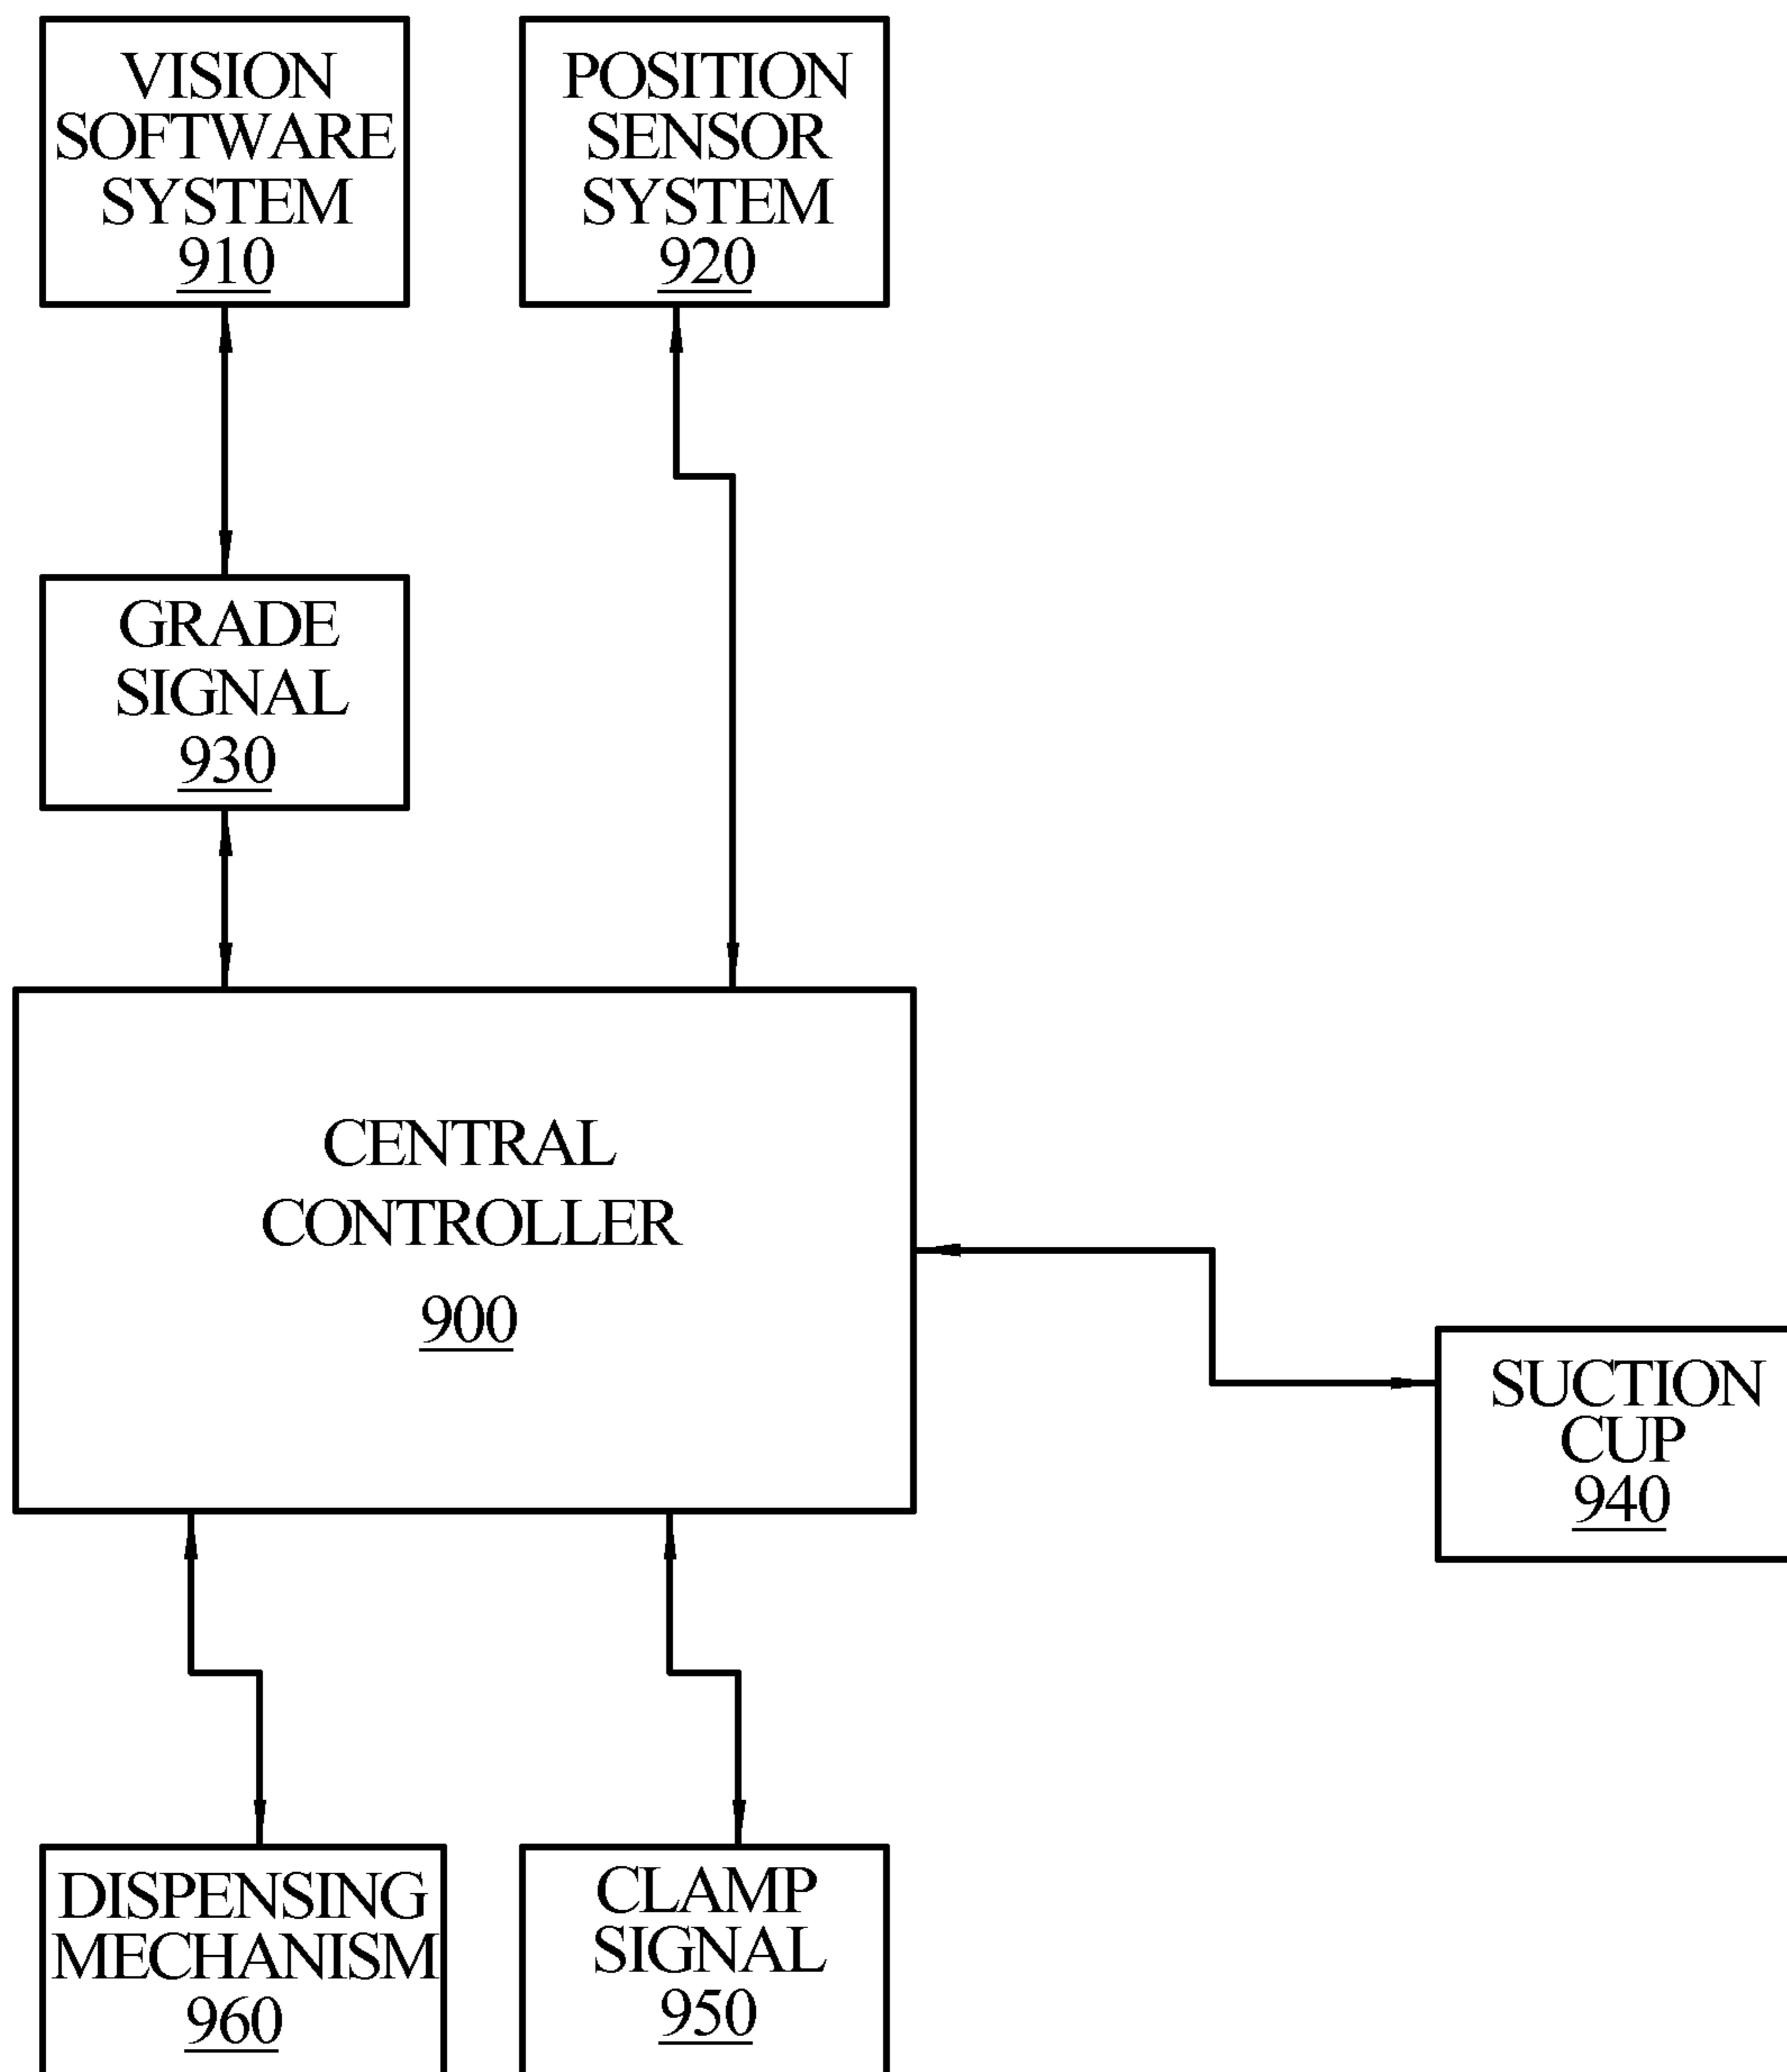 VISION
SOFTWARE
SYSTEM
910
POSITION
SENSOR
SYSTEM
920
GRADE
SIGNAL
930
CENTRAL
CONTROLLER
900
SUCTION
CUP
940
DISPENSING
MECHANISM
960
CLAMP
SIGNAL
950